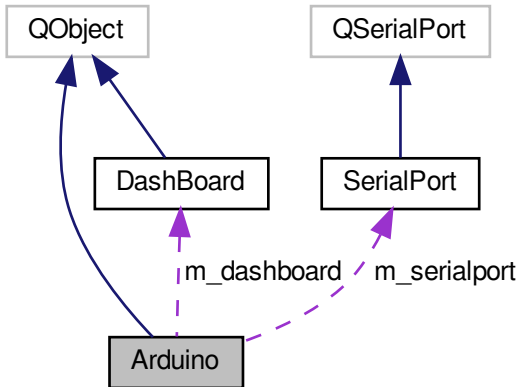 QObject
QSerialPort
DashBoard
SerialPort
m_dashboard
m_serialport
Arduino